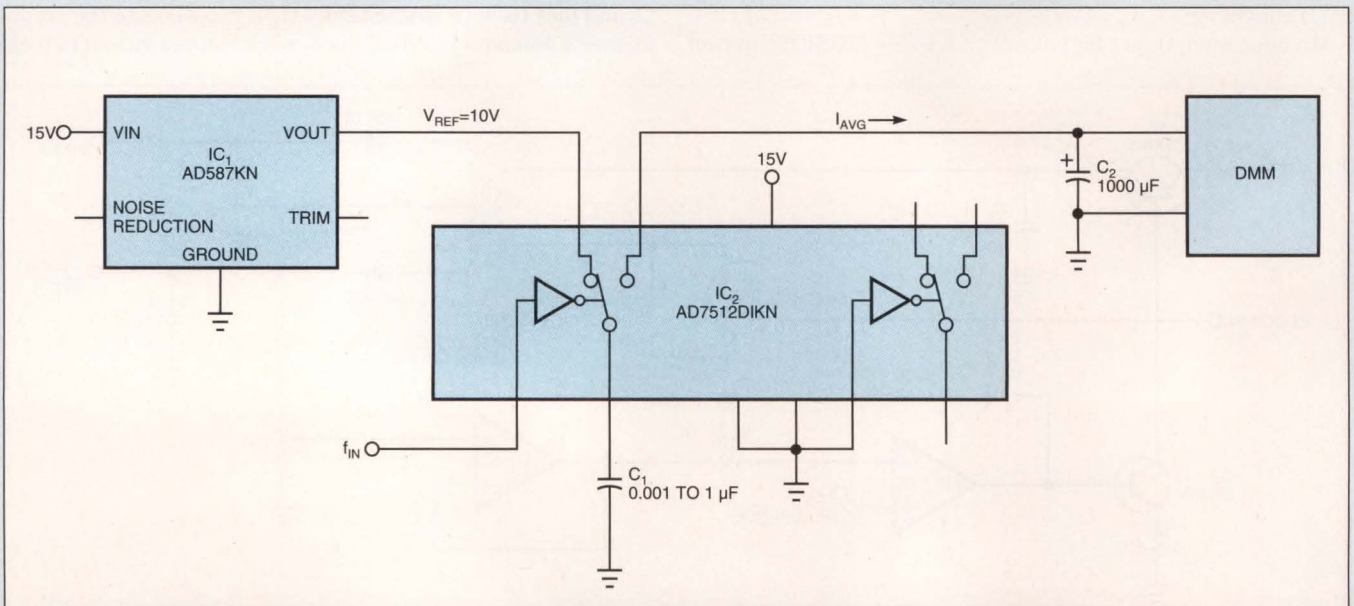 15V
VIN
VOUT
IC1
AD587KN
NOISE
REDUCTION
TRIM
GROUND
VREF=10V
IAVG
15V
C2
1000 µF
DMM
IC2
AD7512DIKN
fIN
C1
0.001 TO 1 µF